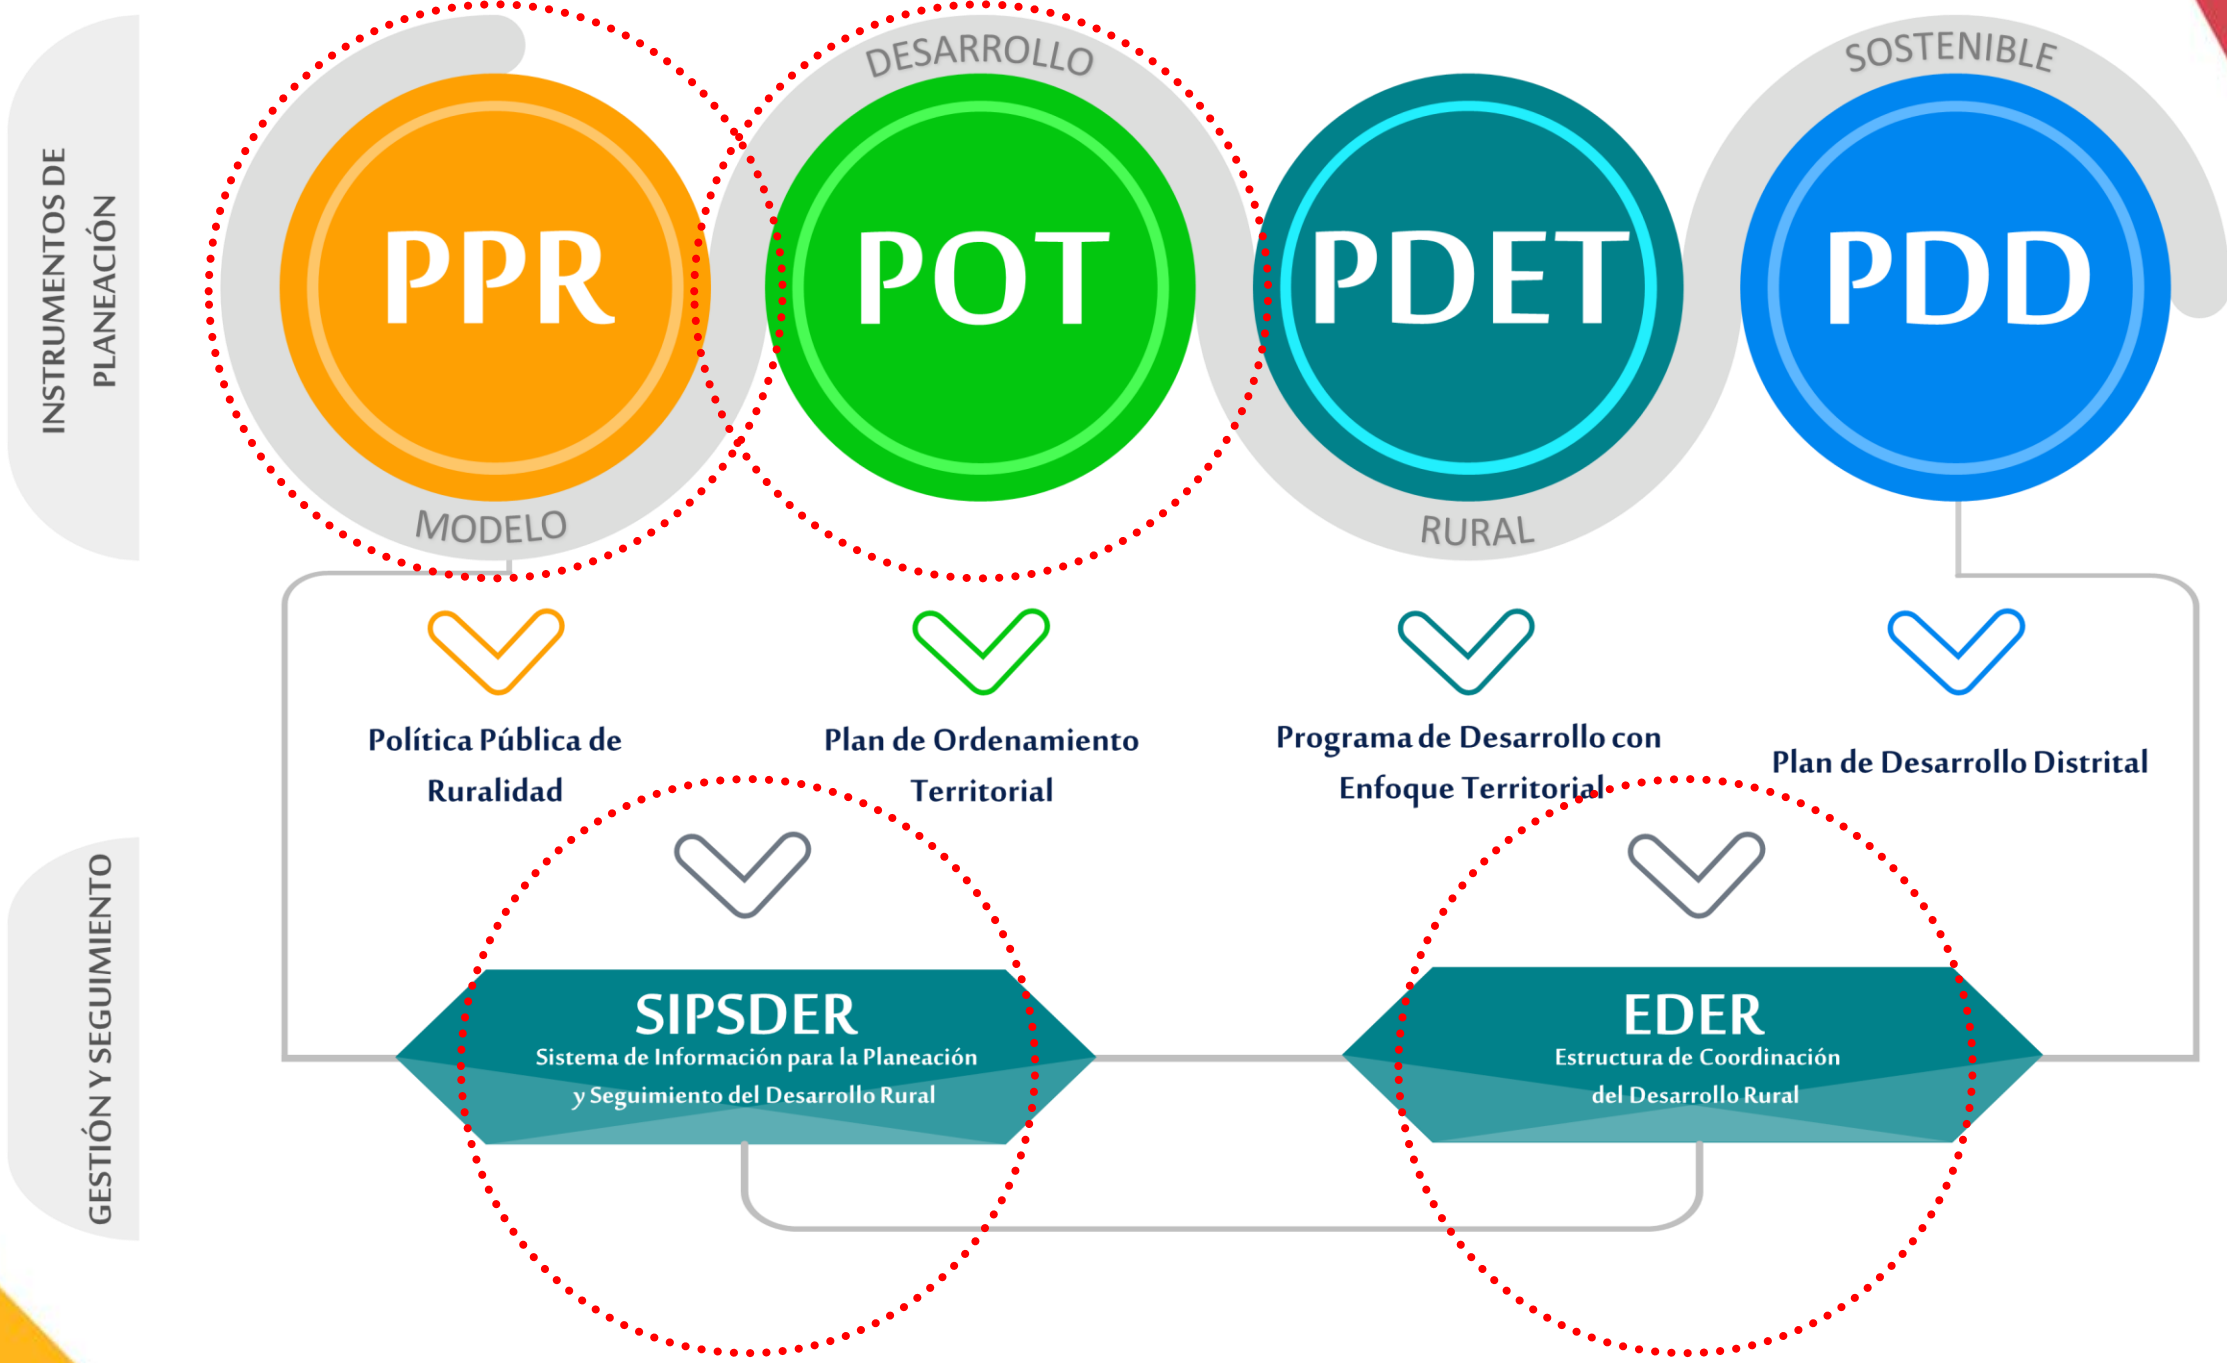 INSTRUMENTOS DE
PLANEACIÓN
MODELO
DESARROLLO
RURAL
SOSTENIBLE
PPR
POT
PDET
PDD
Política Pública de
Ruralidad
Plan de Ordenamiento
Territorial
Programa de Desarrollo con
Enfoque Territorial
Plan de Desarrollo Distrital
GESTIÓN Y SEGUIMIENTO
SIPSDER
Sistema de Información para la Planeación
y Seguimiento del Desarrollo Rural
EDER
Estructura de Coordinación
del Desarrollo Rural